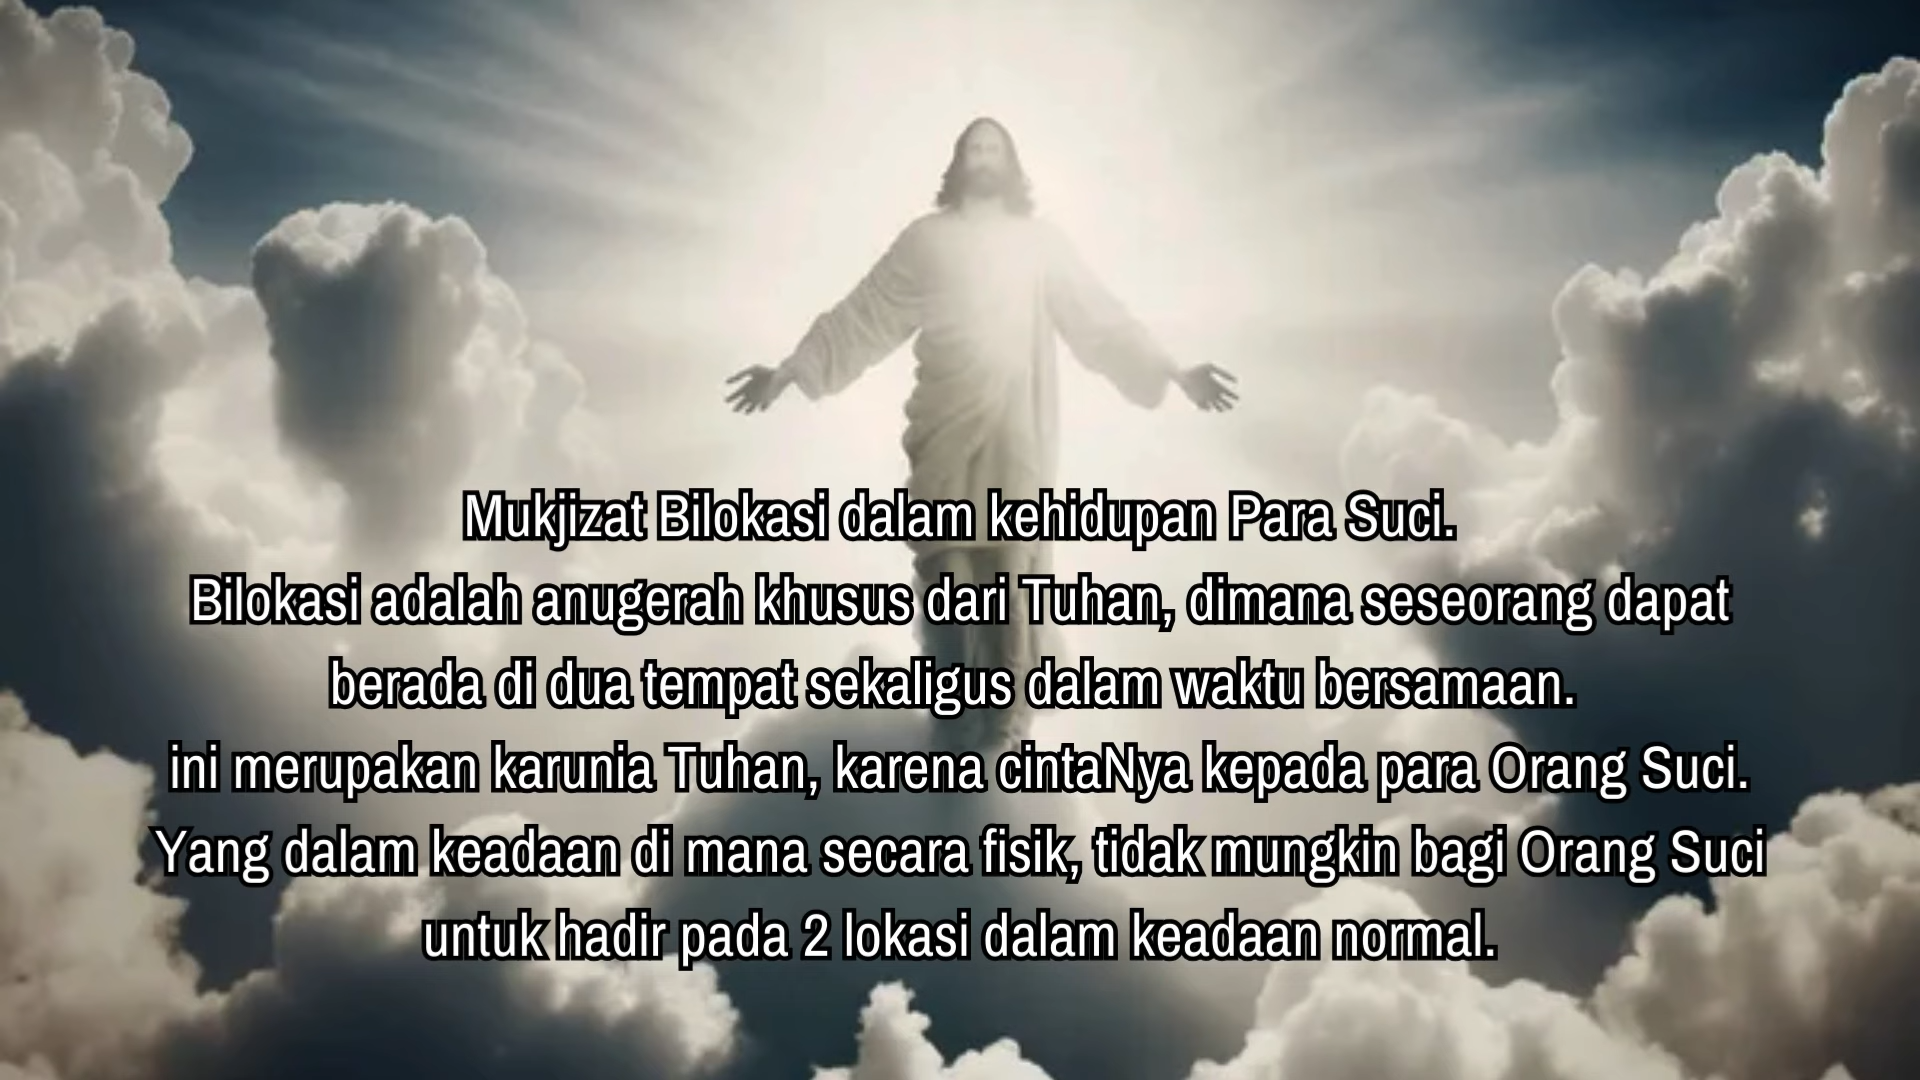 Mukjizat Bilokasi dalam kehidupan Para Suci.
Bilokasi adalah anugerah khusus dari Tuhan, dimana seseorang dapat
berada di dua tempat sekaligus dalam waktu bersamaan.
ini merupakan karunia Tuhan, karena cintaNya kepada para Orang Suci.
Yang dalam keadaan di mana secara fisik, tidak mungkin bagi Orang Suci
untuk hadir pada 2 lokasi dalam keadaan normal.